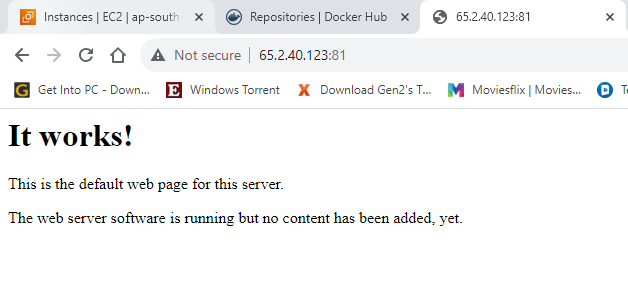 Instances | EC2 | ap-south
Repositories | Docker Hub
65.2.40.123:81
Not secure
65.2.40.123:81
Get Into PC - Down...
Windows Torrent
Download Gen2's T...
Moviesflix | Movies...
It works!
This is the default web page for this server.
The web server software is running but no content has been added, yet.